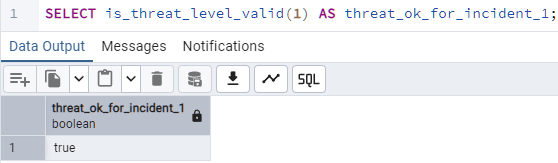 1 SELECT is_threat_level_valid(1) AS threat_ok_for_incident_1;
Data Output Messages Notifications
SQL
threat_ok_for_incident_1
boolean
1 true